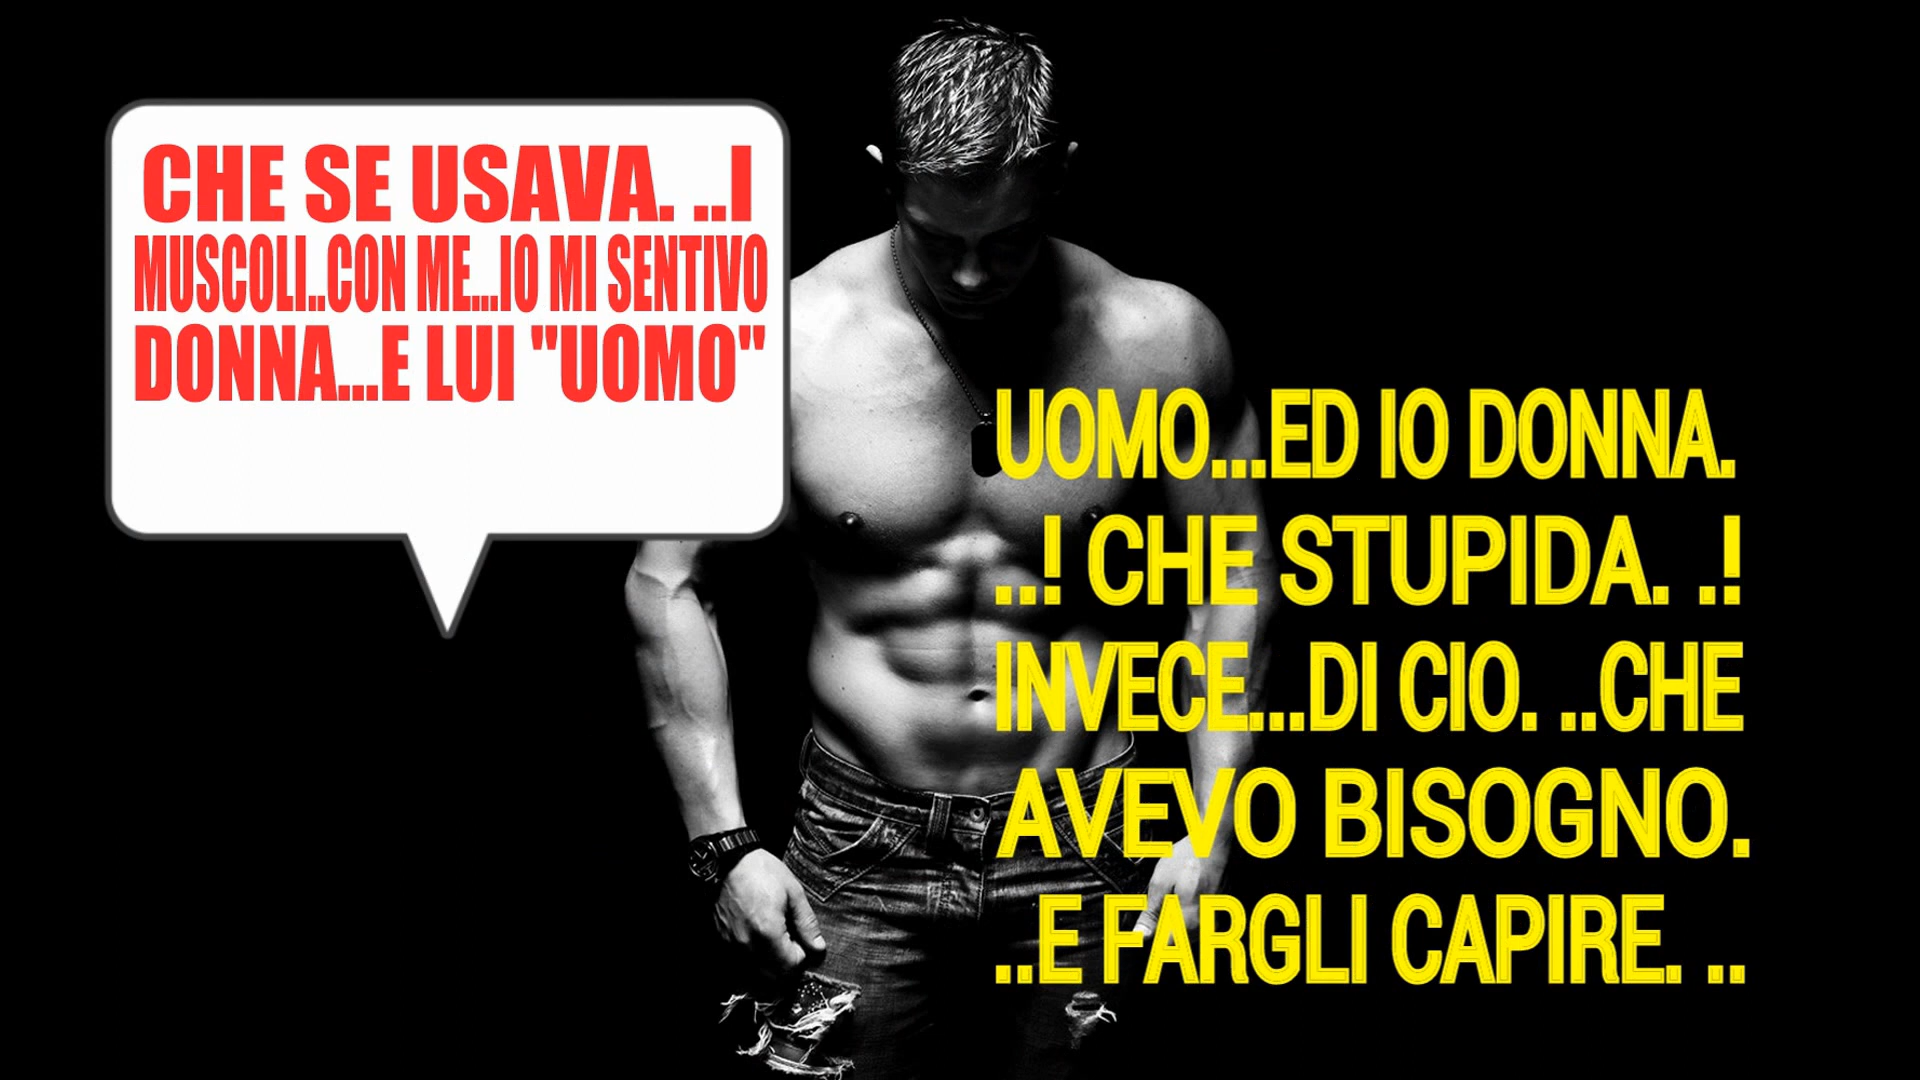 CHE SE USAVA. ..I
MUSCOLI..CON ME...IO MI SENTIVO
DONNA...E LUI "UOMO"
UOMO...ED IO DONNA.
..! CHE STUPIDA. .!
INVECE...DI CIO. ..CHE
AVEVO BISOGNO.
..E FARGLI CAPIRE. ..